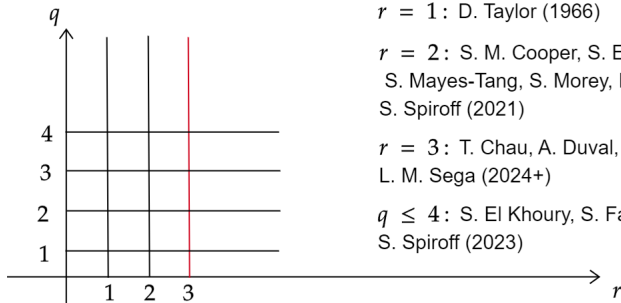 q
r = 1: D. Taylor (1966)
r = 2: S. M. Cooper, S. E
S. Mayes-Tang, S. Morey,
S. Spiroff (2021)
4
r = 3: T. Chau, A. Duval,
3
L. M. Sega (2024+)
2
q ≤ 4: S. El Khoury, S. Fa
S. Spiroff (2023)
1
1 2 3
r